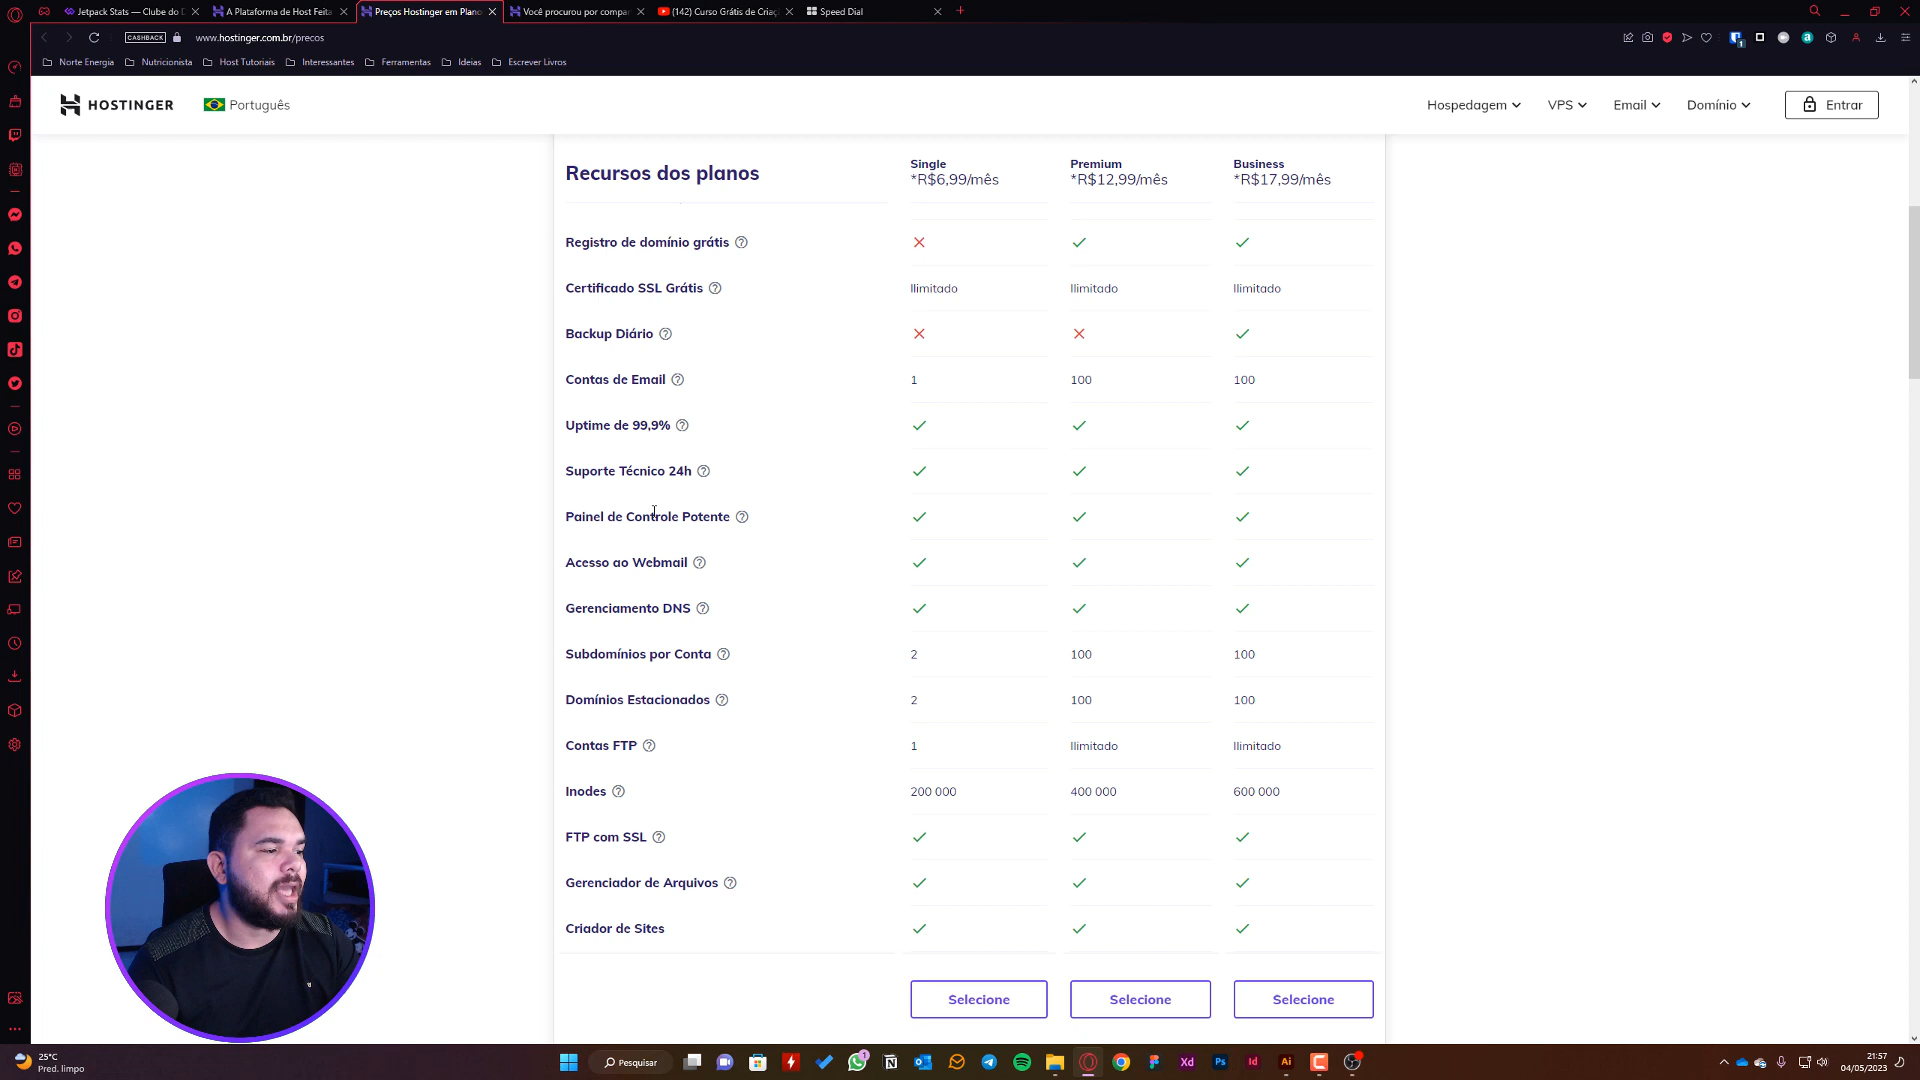 Jetpack Stats — Clube do D
A Plataforma de Host Feita
Preços Hostinger em Plano
Você procurou por compar
(142) Curso Grátis de Criaçã
Speed Dial
CASHBACK
www.hostinger.com.br/precos
Norte Energia
Nutricionista
Host Tutoriais
Interessantes
Ferramentas
Ideias
Escrever Livros
HOSTINGER
Português
Hospedagem
VPS
Email
Domínio
Entrar
Recursos dos planos
Single
*R$6,99/mês
Premium
*R$12,99/mês
Business
*R$17,99/mês
Registro de domínio grátis
Certificado SSL Grátis Ilimitado Ilimitado Ilimitado
Backup Diário
Contas de Email 1 100 100
Uptime de 99,9%
Suporte Técnico 24h
Painel de Controle Potente
Acesso ao Webmail
Gerenciamento DNS
Subdomínios por Conta 2 100 100
Domínios Estacionados 2 100 100
Contas FTP 1 Ilimitado Ilimitado
Inodes 200 000 400 000 600 000
FTP com SSL
Gerenciador de Arquivos
Criador de Sites
Selecione Selecione Selecione
25°C
Pred. limpo
Pesquisar
Xd
Ps
Id
Ai
21:57
04/05/2023